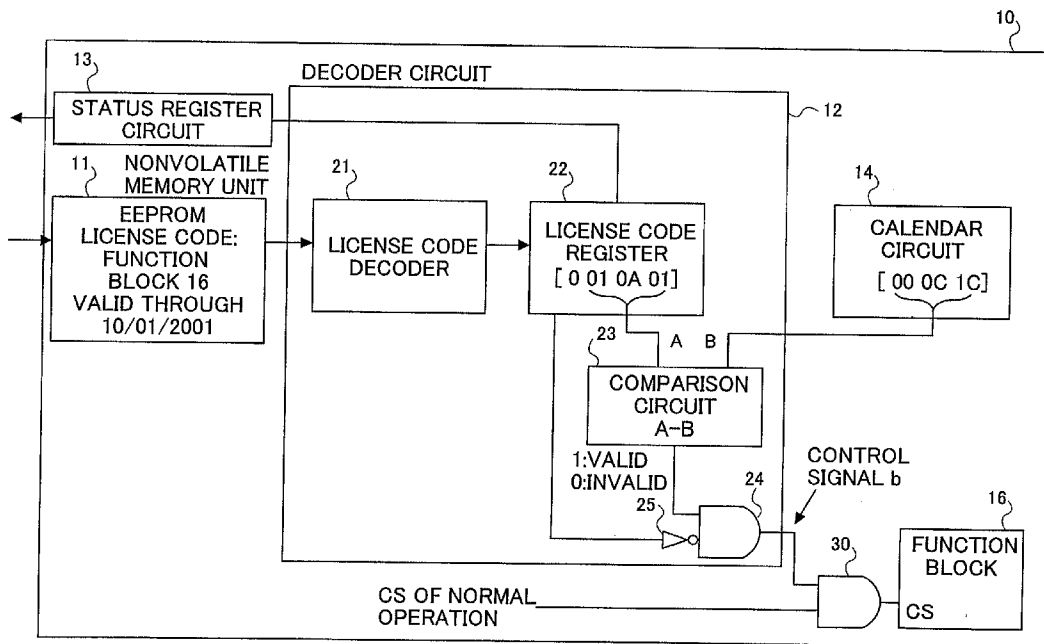 10
13
DECODER CIRCUIT
STATUS REGISTER
CIRCUIT
12
11
NONVOLATILE
MEMORY UNIT
21
22
14
EEPROM
LICENSE CODE:
FUNCTION
BLOCK 16
VALID THROUGH
10/01/2001
LICENSE CODE
DECODER
LICENSE CODE
REGISTER
[ 0 01 0A 01]
CALENDAR
CIRCUIT
[ 00 0C 1C]
23
A B
COMPARISON
CIRCUIT
A-B
1:VALID
0:INVALID
24
CONTROL
SIGNAL b
25
16
30
FUNCTION
BLOCK
CS
CS OF NORMAL
OPERATION